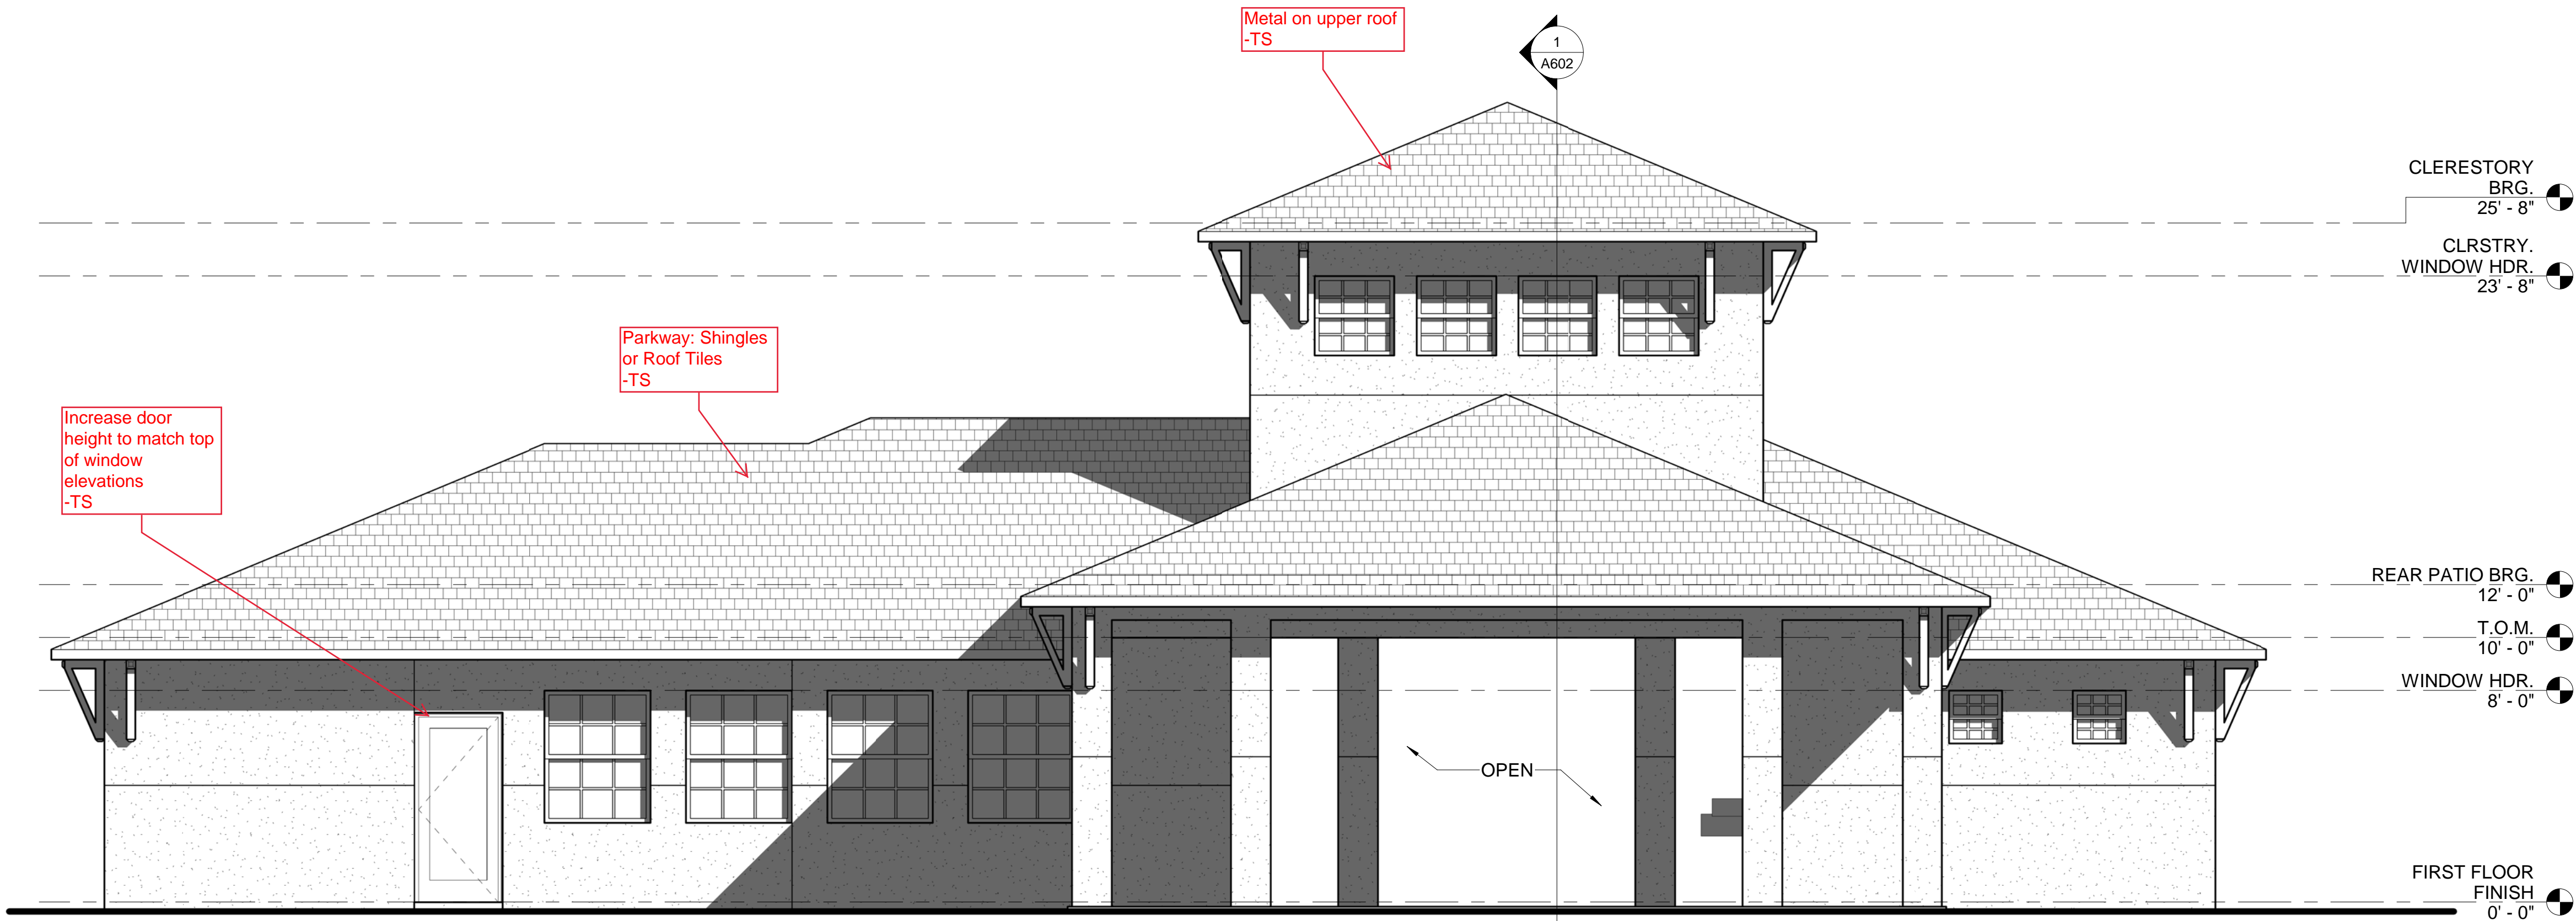 Metal on upper roof
-TS
1
A602
CLERESTORY
BRG.
25' - 8"
CLRSTRY.
WINDOW HDR.
23' - 8"
Parkway: Shingles
or Roof Tiles
-TS
Increase door
height to match top
of window
elevations
-TS
REAR PATIO BRG.
12' - 0"
T.O.M.
10' - 0"
WINDOW HDR.
8' - 0"
OPEN
FIRST FLOOR
FINISH
0' - 0"